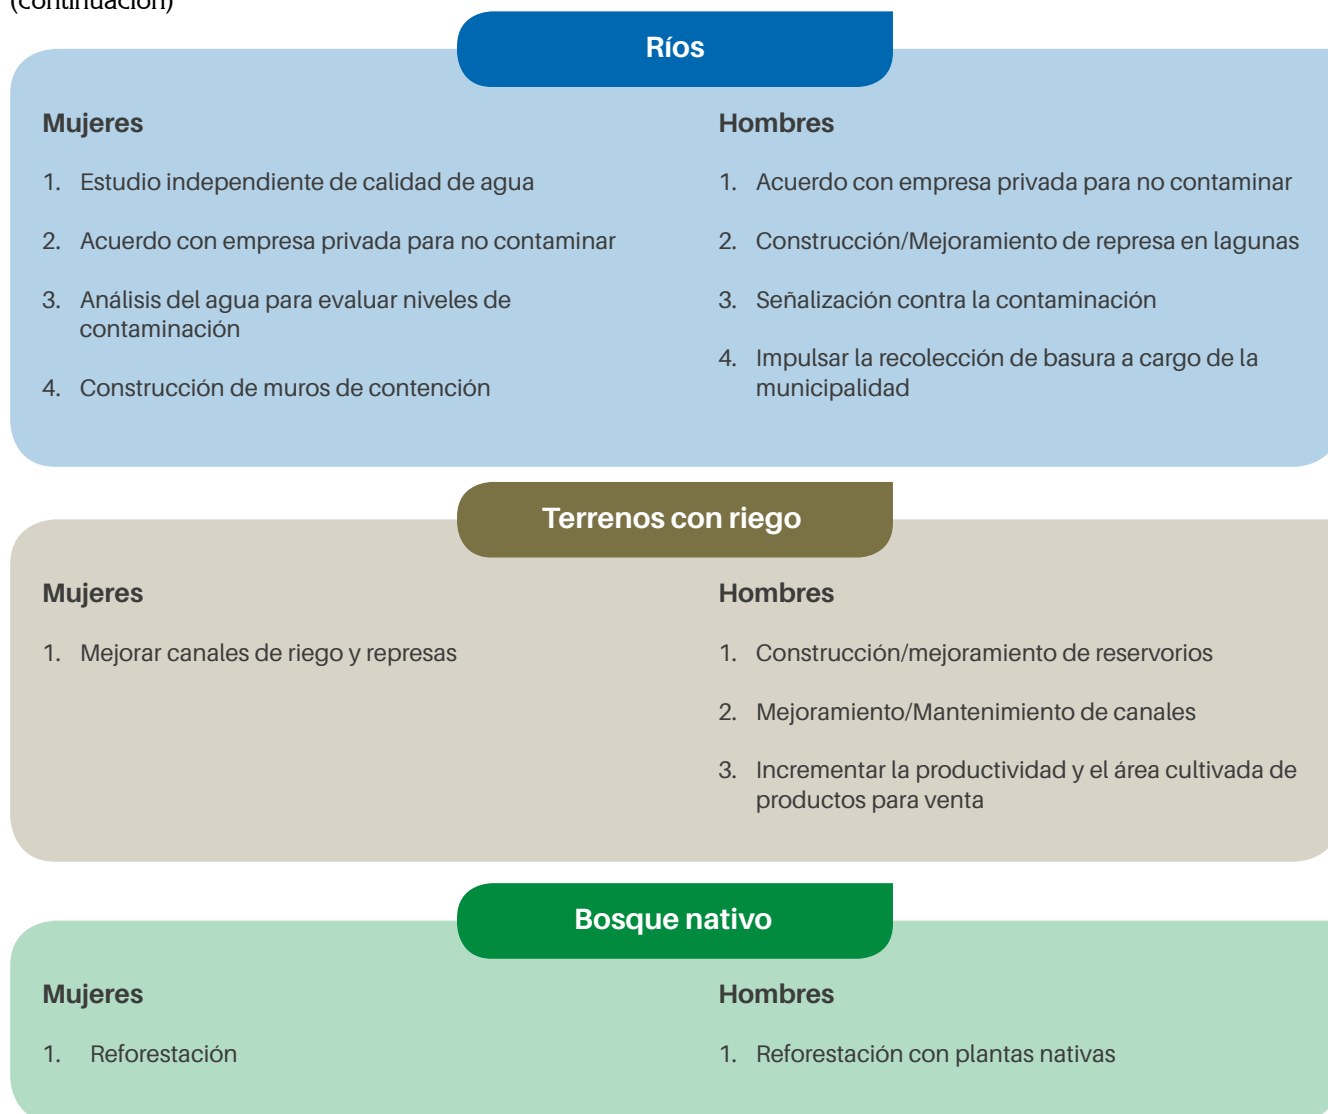 (continuación)
Ríos
Mujeres
1. Estudio independiente de calidad de agua
2. Acuerdo con empresa privada para no contaminar
3. Análisis del agua para evaluar niveles de
contaminación
4. Construcción de muros de contención
Hombres
1. Acuerdo con empresa privada para no contaminar
2. Construcción/Mejoramiento de represa en lagunas
3. Señalización contra la contaminación
4. Impulsar la recolección de basura a cargo de la
municipalidad
Terrenos con riego
Mujeres
1. Mejorar canales de riego y represas
Hombres
1. Construcción/mejoramiento de reservorios
2. Mejoramiento/Mantenimiento de canales
3. Incrementar la productividad y el área cultivada de
productos para venta
Bosque nativo
Mujeres
1. Reforestación
Hombres
1. Reforestación con plantas nativas